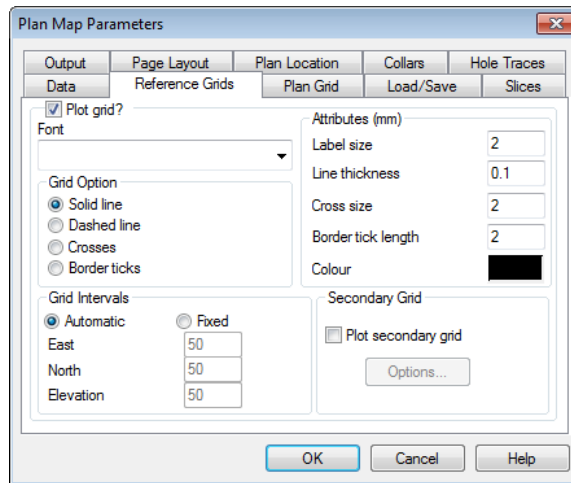 Plan Map Parameters
Output Page Layout Plan Location Collars Hole Traces
Data Reference Grids Plan Grid Load/Save Slices
Plot grid?
Font
Grid Option
Solid line
Dashed line
Crosses
Border ticks
Attributes (mm)
Label size 2
Line thickness 0.1
Cross size 2
Border tick length 2
Colour
Grid Intervals
Automatic Fixed
East 50
North 50
Elevation 50
Secondary Grid
Plot secondary grid
Options...
OK Cancel Help